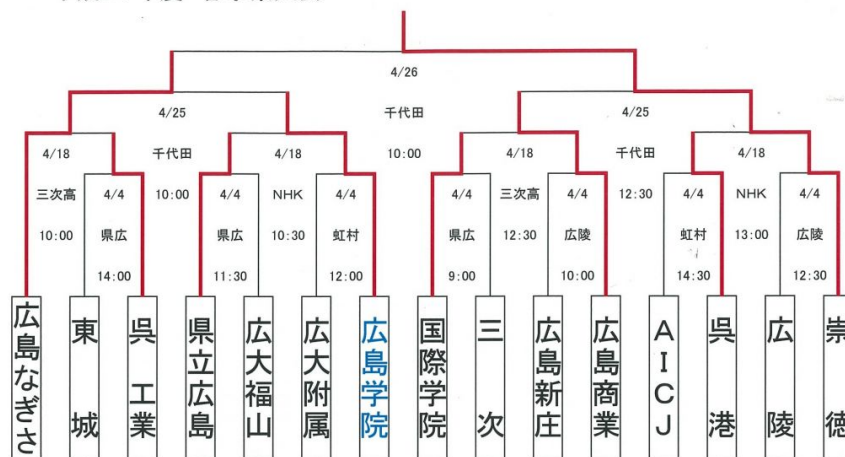 4/26
4/25
千代田
4/25
4/18
千代田
4/18
10:00
4/18
千代田
4/18
三次高
4/4
10:00
4/4
NHK
4/4
4/4
三次高
4/4
12:30
4/4
NHK
4/4
10:00
県広
県広
10:30
虹村
県広
12:30
広陵
虹村
13:00
広陵
14:00
11:30
12:00
9:00
10:00
14:30
12:30
広島なぎさ
東城
呉工業
県立広島
広大福山
広大附属
広島学院
国際学院
三次
広島新庄
広島商業
AICJ
呉港
広陵
崇徳